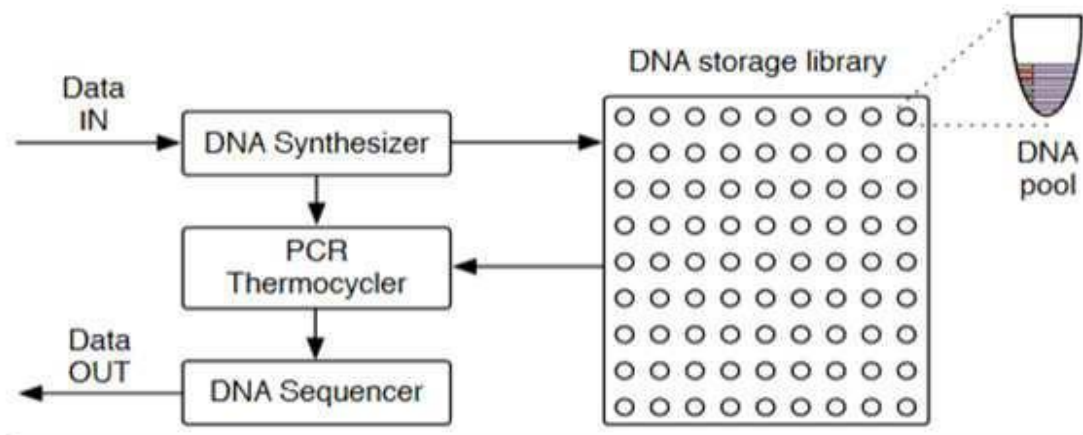 Data
IN
DNA Synthesizer
PCR
Thermocycler
Data
OUT
DNA Sequencer
DNA storage library
DNA
pool